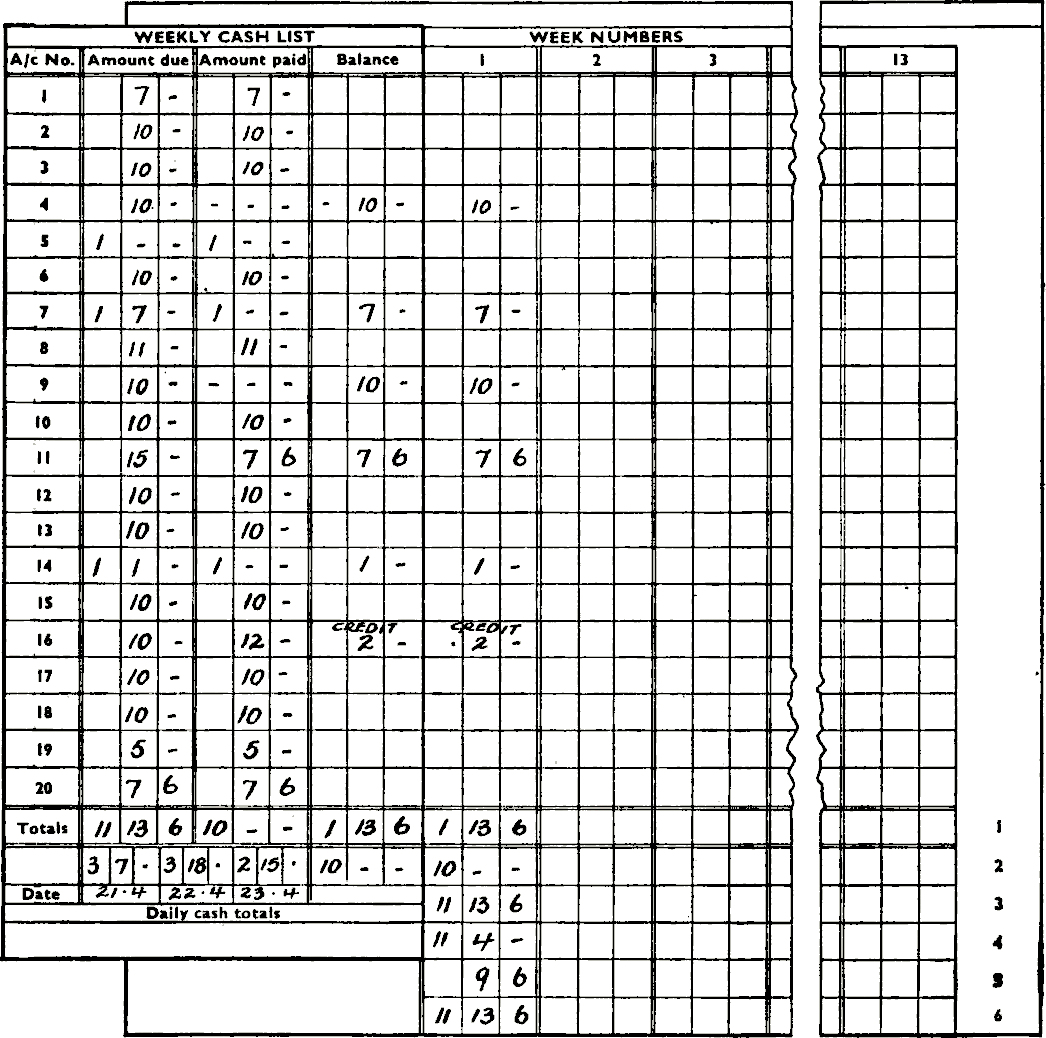 WEEKLY CASH LIST WEEK NUMBERS
A/c No. Amount due Amount paid Balance 1 2 3 13
1 7 - 7 -
2 10 - 10 -
3 10 - 10 -
4 10 - - - - - 10 - 10 -
5 1 - - 1 - -
6 10 - 10 -
7 1 7 - 1 - - 7 - 7 -
8 11 - 11 -
9 10 - - - - 10 - 10 -
10 10 - 10 -
11 15 - 7 6 7 6 7 6
12 10 - 10 -
13 10 - 10 -
14 1 1 - 1 - - 1 - 1 -
15 10 - 10 -
CREDIT CREDIT
16 10 - 12 - 2 - 2 -
17 10 - 10 -
18 10 - 10 -
19 5 - 5 -
20 7 6 7 6
Totals 11 13 6 10 - - 1 13 6 1 13 6 1
3 7 · 3 18 · 2 15 · 10 - - 10 - - 2
Date 21·4 22·4 23·4
11 13 6 3
Daily cash totals
11 4 - 4
9 6 5
11 13 6 6